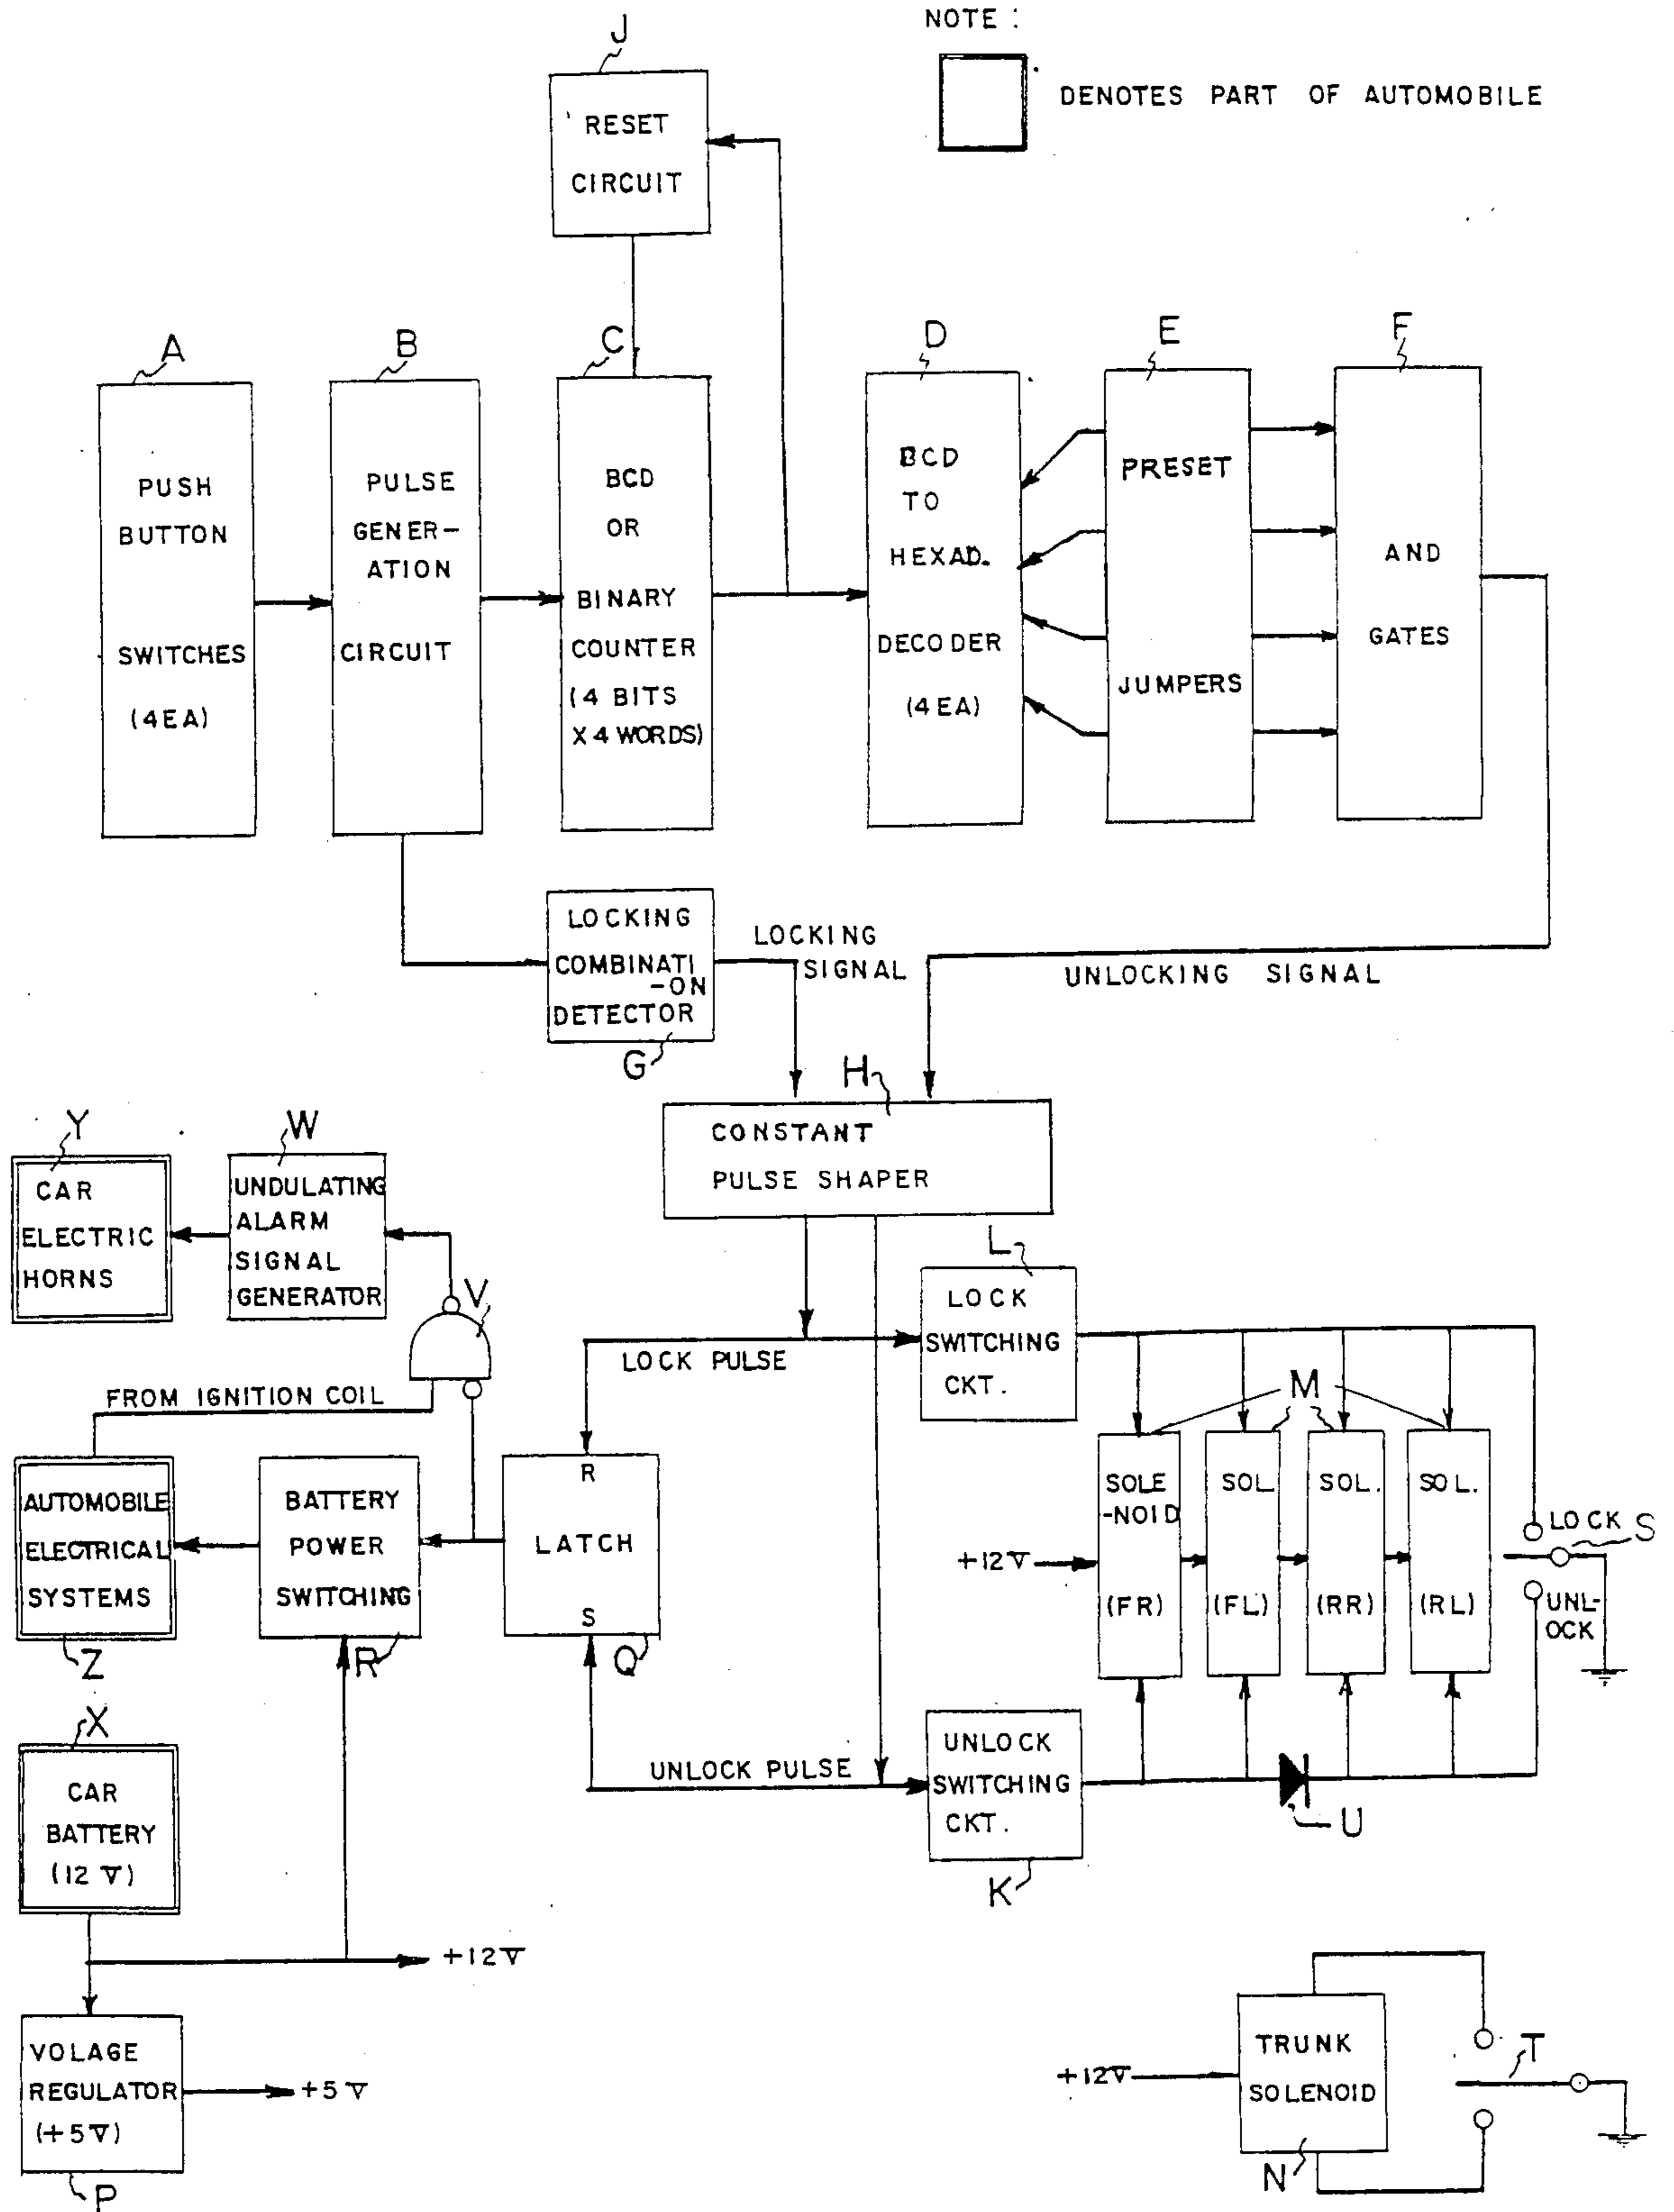 NOTE :
DENOTES PART OF AUTOMOBILE
J
RESET
CIRCUIT
A
PUSH
BUTTON
SWITCHES
(4EA)
B
PULSE
GENER-
ATION
CIRCUIT
C
BCD
OR
BINARY
COUNTER
(4 BITS
X 4 WORDS)
D
BCD
TO
HEXAD.
DECODER
(4 EA)
E
PRESET
JUMPERS
F
AND
GATES
LOCKING
COMBINATI
-ON
DETECTOR
G
LOCKING
SIGNAL
UNLOCKING SIGNAL
H
CONSTANT
PULSE SHAPER
Y
CAR
ELECTRIC
HORNS
W
UNDULATING
ALARM
SIGNAL
GENERATOR
V
FROM IGNITION COIL
LOCK PULSE
L
LOCK
SWITCHING
CKT.
M
AUTOMOBILE
ELECTRICAL
SYSTEMS
Z
BATTERY
POWER
SWITCHING
R
R
LATCH
S
Q
+12V
SOLE
-NOID
(FR)
SOL
(FL)
SOL.
(RR)
SOL.
(RL)
LOCK
S
UNL-
OCK
UNLOCK PULSE
UNLOCK
SWITCHING
CKT.
K
U
X
CAR
BATTERY
(12 V)
+12V
VOLAGE
REGULATOR
(+5V)
P
+5V
+12V
TRUNK
SOLENOID
N
T